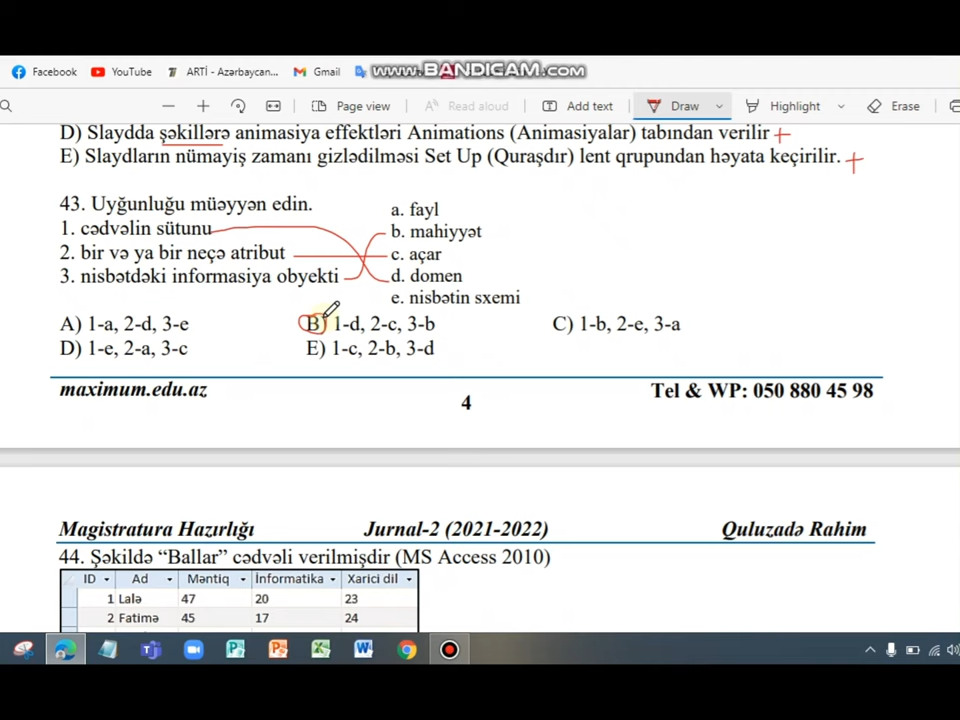 Facebook YouTube ARTİ - Azərbaycan... Gmail www.BANDICAM.com
Page view Read aloud Add text Draw Highlight Erase
D) Slaydda şəkillərə animasiya effektləri Animations (Animasiyalar) tabından verilir +
E) Slaydların nümayiş zamanı gizlədilməsi Set Up (Quraşdır) lent qrupundan həyata keçirilir. +
43. Uyğunluğu müəyyən edin.
1. cədvəlin sütunu
2. bir və ya bir neçə atribut
3. nisbətdəki informasiya obyekti
a. fayl
b. mahiyyət
c. açar
d. domen
e. nisbətin sxemi
A) 1-a, 2-d, 3-e B) 1-d, 2-c, 3-b C) 1-b, 2-e, 3-a
D) 1-e, 2-a, 3-c E) 1-c, 2-b, 3-d
maximum.edu.az Tel & WP: 050 880 45 98
4
Magistratura Hazırlığı Jurnal-2 (2021-2022) Quluzadə Rahim
44. Şəkildə “Ballar” cədvəli verilmişdir (MS Access 2010)
ID Ad Məntiq İnformatika Xarici dil
1 Lalə 47 20 23
2 Fatimə 45 17 24